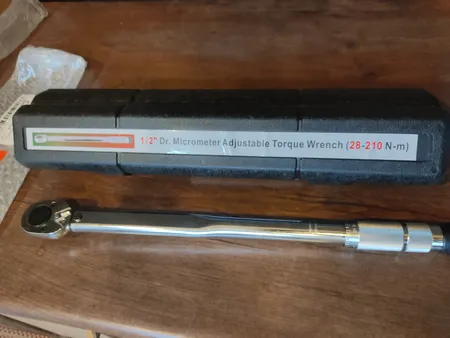 1/2" Dr. Micrometer Adjustable Torque Wrench (28-210 N-m)